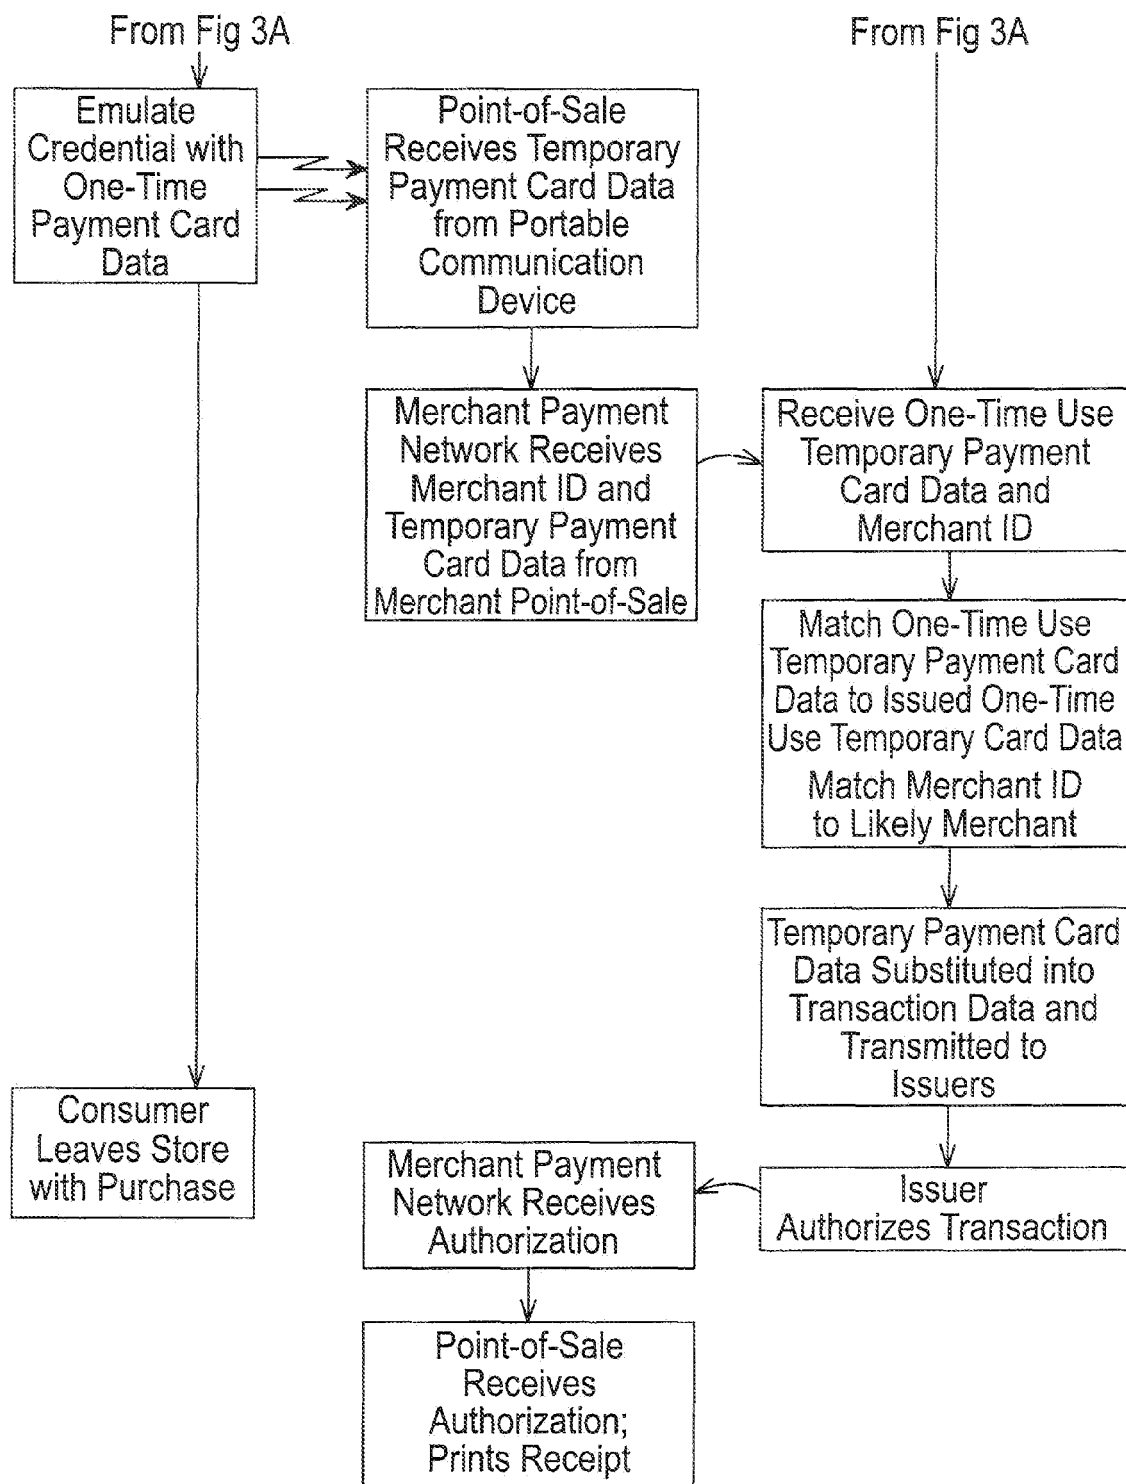 From Fig 3A
From Fig 3A
Emulate
Credential with
One-Time
Payment Card
Data
Point-of-Sale
Receives Temporary
Payment Card Data
from Portable
Communication
Device
Merchant Payment
Network Receives
Merchant ID and
Temporary Payment
Card Data from
Merchant Point-of-Sale
Receive One-Time Use
Temporary Payment
Card Data and
Merchant ID
Match One-Time Use
Temporary Payment Card
Data to Issued One-Time
Use Temporary Card Data
Match Merchant ID
to Likely Merchant
Temporary Payment Card
Data Substituted into
Transaction Data and
Transmitted to
Issuers
Consumer
Leaves Store
with Purchase
Issuer
Authorizes Transaction
Merchant Payment
Network Receives
Authorization
Point-of-Sale
Receives
Authorization;
Prints Receipt